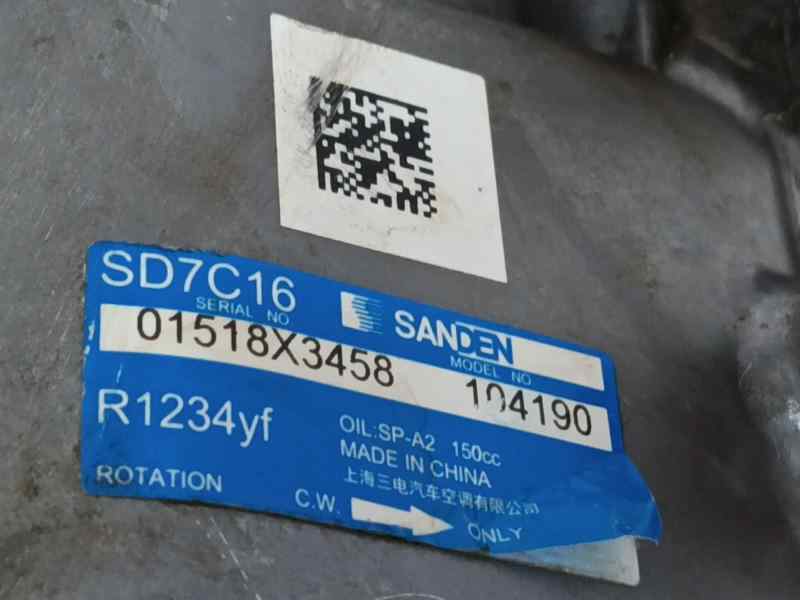 SD7C16
SANDEN
SERIAL NO.
MODEL NO
01518X3458
104190
R1234yf
OIL:SP-A2 150cc
MADE IN CHINA
上海三电汽车空调有限公司
ROTATION
C.W.
ONLY